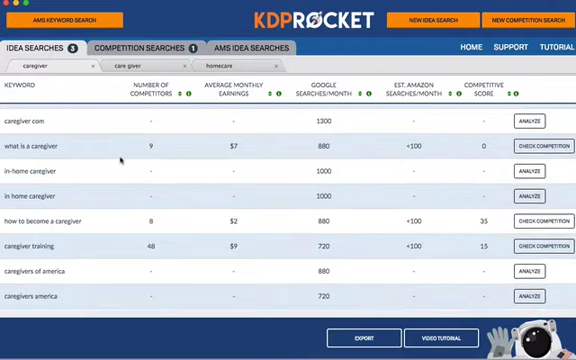 AMS KEYWORD SEARCH
KDPROCKET
NEW IDEA SEARCH
NEW COMPETITION SEARCH
IDEA SEARCHES 3
COMPETITION SEARCHES 1
AMS IDEA SEARCHES
HOME
SUPPORT
TUTORIAL
caregiver ×
care giver ×
homecare ×
KEYWORD
NUMBER OF
COMPETITORS
AVERAGE MONTHLY
EARNINGS
GOOGLE
SEARCHES/MONTH
EST. AMAZON
SEARCHES/MONTH
COMPETITIVE
SCORE
caregiver com - - 1300 - - ANALYZE
what is a caregiver 9 $7 880 <100 0 CHECK COMPETITION
in-home caregiver - - 1000 - - ANALYZE
in home caregiver - - 1000 - - ANALYZE
how to become a caregiver 8 $2 880 <100 35 CHECK COMPETITION
caregiver training 48 $9 720 <100 15 CHECK COMPETITION
caregivers of america - - 880 - - ANALYZE
caregivers america - - 720 - - ANALYZE
EXPORT
VIDEO TUTORIAL